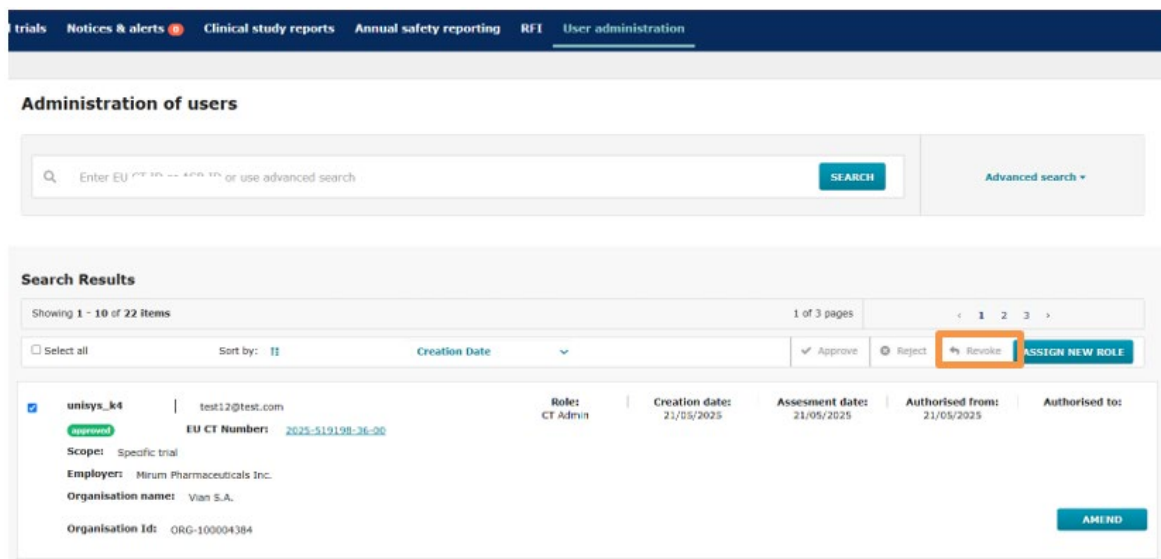 trials Notices & alerts 0 Clinical study reports Annual safety reporting RFI User administration
Administration of users
Enter EU CT ID or ASR ID or use advanced search SEARCH Advanced search
Search Results
Showing 1 - 10 of 22 items 1 of 3 pages ‹ 1 2 3 ›
Select all Sort by: Creation Date Approve Reject Revoke ASSIGN NEW ROLE
unisys_k4 | test12@test.com Role: Creation date: Assesment date: Authorised from: Authorised to:
CT Admin 21/05/2025 21/05/2025 21/05/2025
approved EU CT Number: 2025-519198-36-00
Scope: Specific trial
Employer: Mirum Pharmaceuticals Inc.
Organisation name: Vian S.A.
Organisation Id: ORG-100004384
AMEND